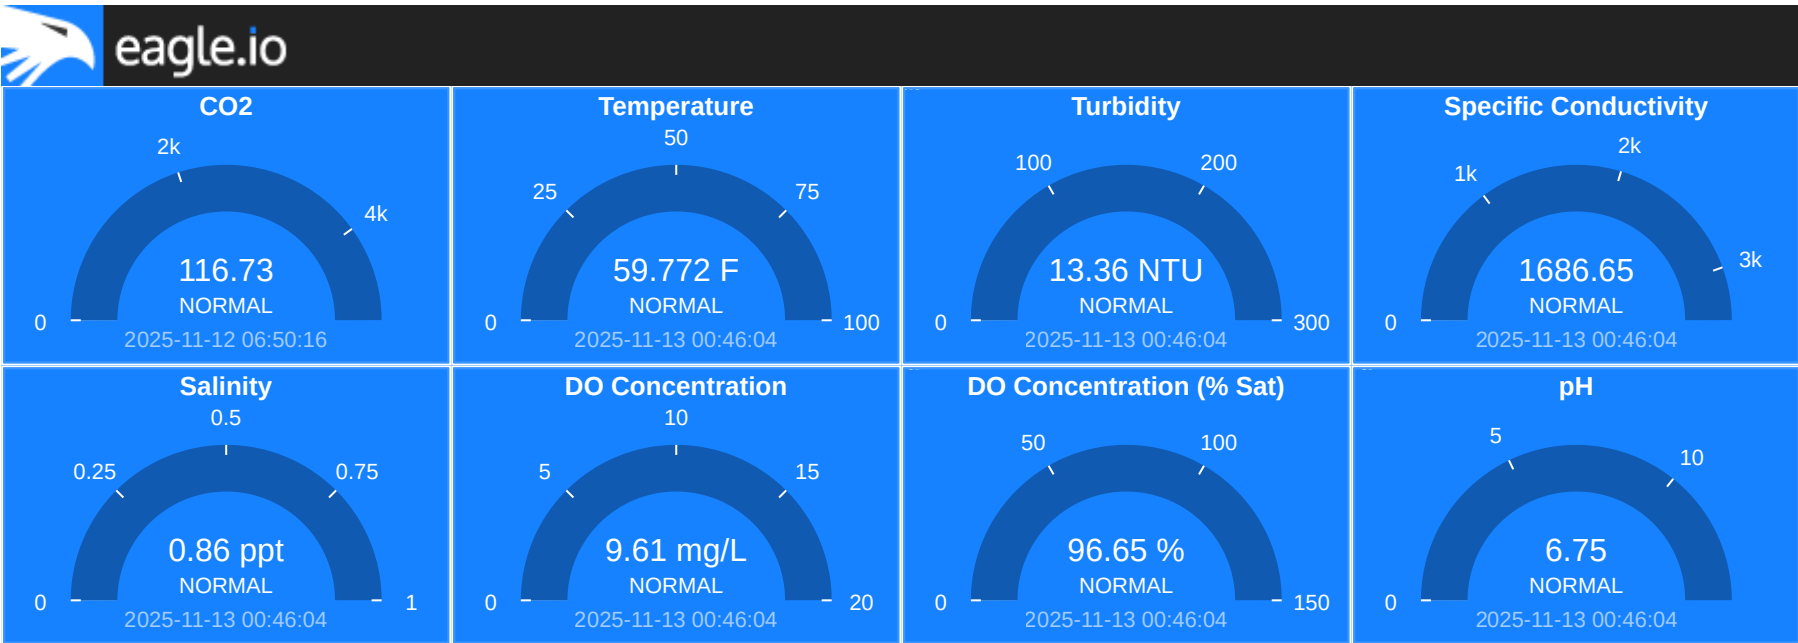 eagle.io
CO2
2k
4k
116.73
NORMAL
0
2025-11-12 06:50:16
Temperature
50
25
75
59.772 F
NORMAL
0
100
2025-11-13 00:46:04
Turbidity
100
200
13.36 NTU
NORMAL
0
300
2025-11-13 00:46:04
Specific Conductivity
2k
1k
3k
1686.65
NORMAL
0
2025-11-13 00:46:04
Salinity
0.5
0.25
0.75
0.86 ppt
NORMAL
0
1
2025-11-13 00:46:04
DO Concentration
10
5
15
9.61 mg/L
NORMAL
0
20
2025-11-13 00:46:04
DO Concentration (% Sat)
50
100
96.65 %
NORMAL
0
150
2025-11-13 00:46:04
pH
5
10
6.75
NORMAL
0
2025-11-13 00:46:04